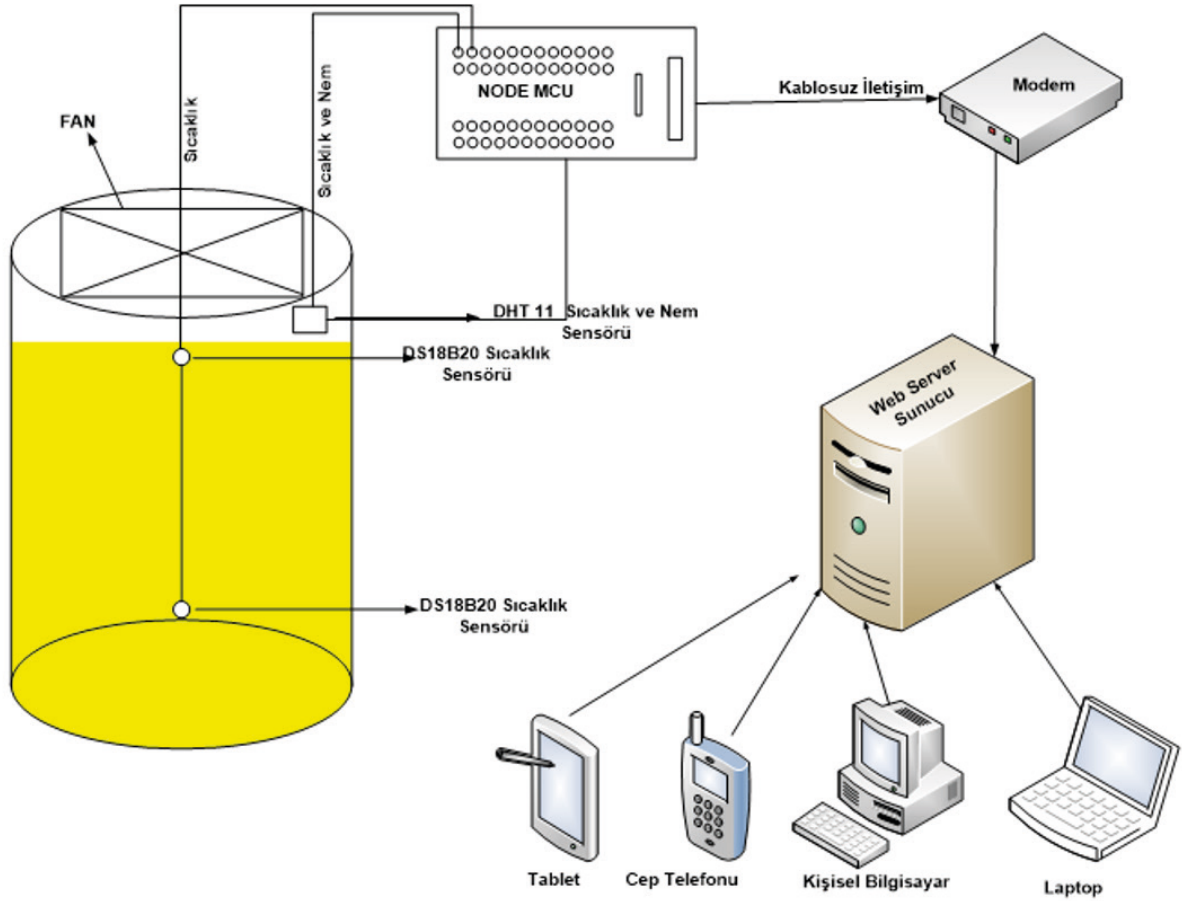 NODE MCU
Kablosuz İletişim
Modem
FAN
Sıcaklık
Sıcaklık ve Nem
DHT 11 Sıcaklık ve Nem
Sensörü
DS18B20 Sıcaklık
Sensörü
Web Server
Sunucu
DS18B20 Sıcaklık
Sensörü
Tablet
Cep Telefonu
Kişisel Bilgisayar
Laptop